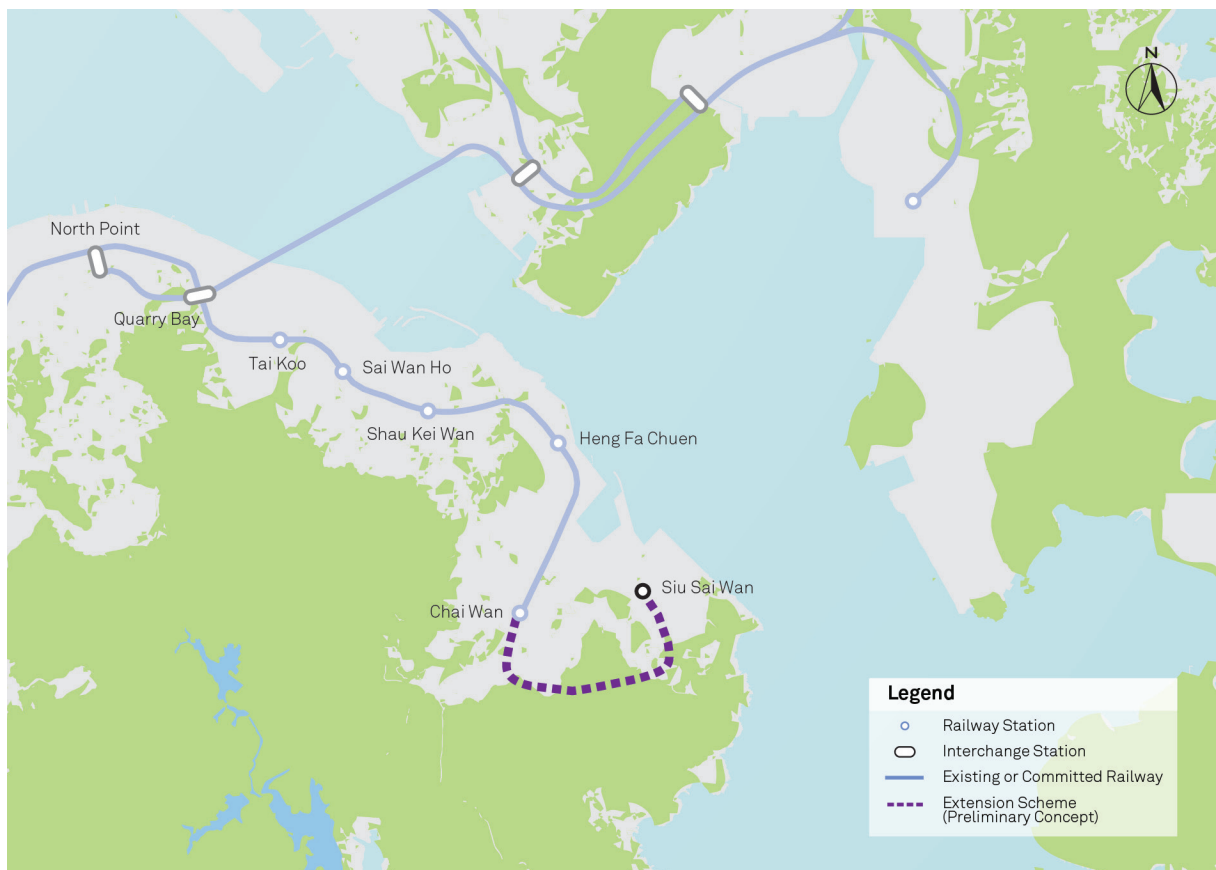 N
North Point
Quarry Bay
Tai Koo
Sai Wan Ho
Shau Kei Wan
Heng Fa Chuen
Siu Sai Wan
Chai Wan
Legend
Railway Station
Interchange Station
Existing or Committed Railway
Extension Scheme
(Preliminary Concept)